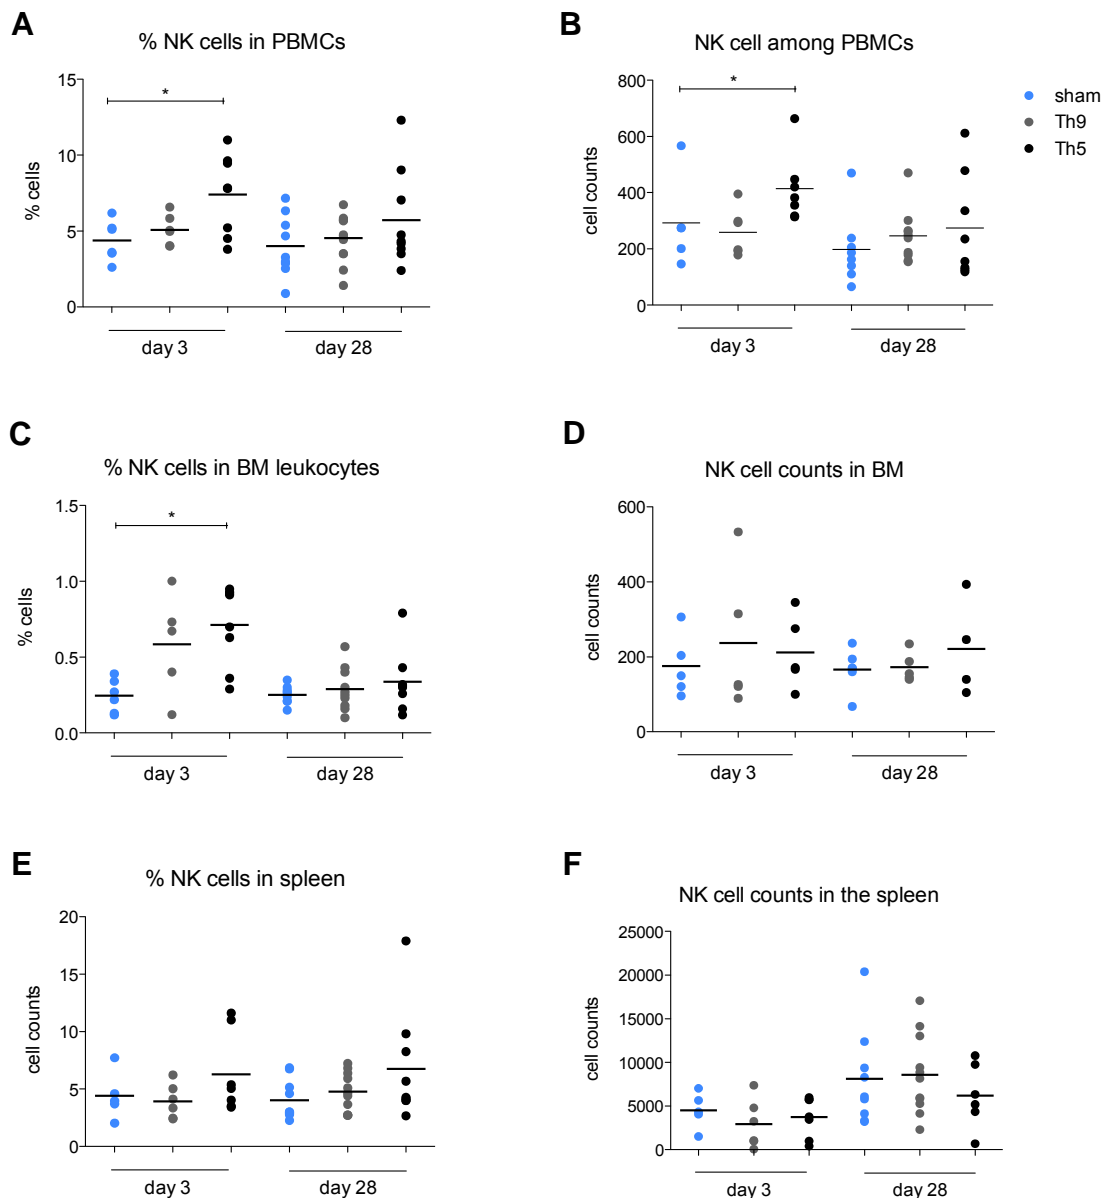 A
% NK cells in PBMCs
15
10
5
0
% cells
*
day 3
day 28
B
NK cell among PBMCs
800
600
400
200
0
cell counts
*
day 3
day 28
sham
Th9
Th5
C
% NK cells in BM leukocytes
1.5
1.0
0.5
0.0
% cells
*
day 3
day 28
D
NK cell counts in BM
600
400
200
0
cell counts
day 3
day 28
E
% NK cells in spleen
20
15
10
5
0
cell counts
day 3
day 28
F
NK cell counts in the spleen
25000
20000
15000
10000
5000
0
cell counts
day 3
day 28